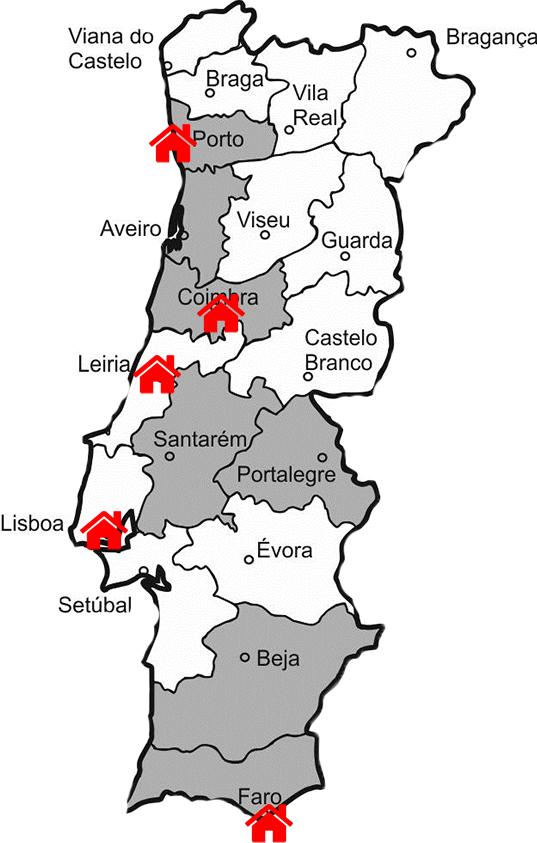 Viana do
Castelo
Bragança
Braga
Vila
Real
Porto
Aveiro
Viseu
Guarda
Coimbra
Castelo
Branco
Leiria
Santarém
Portalegre
Lisboa
Évora
Setúbal
Beja
Faro